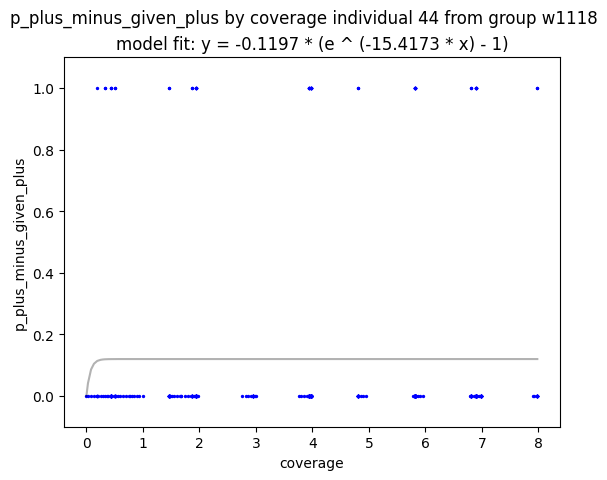 p_plus_minus_given_plus by coverage individual 44 from group w1118
model fit: y = -0.1197 * (e ^ (-15.4173 * x) - 1)
1.0
0.8
0.6
0.4
0.2
0.0
p_plus_minus_given_plus
0 1 2 3 4 5 6 7 8
coverage